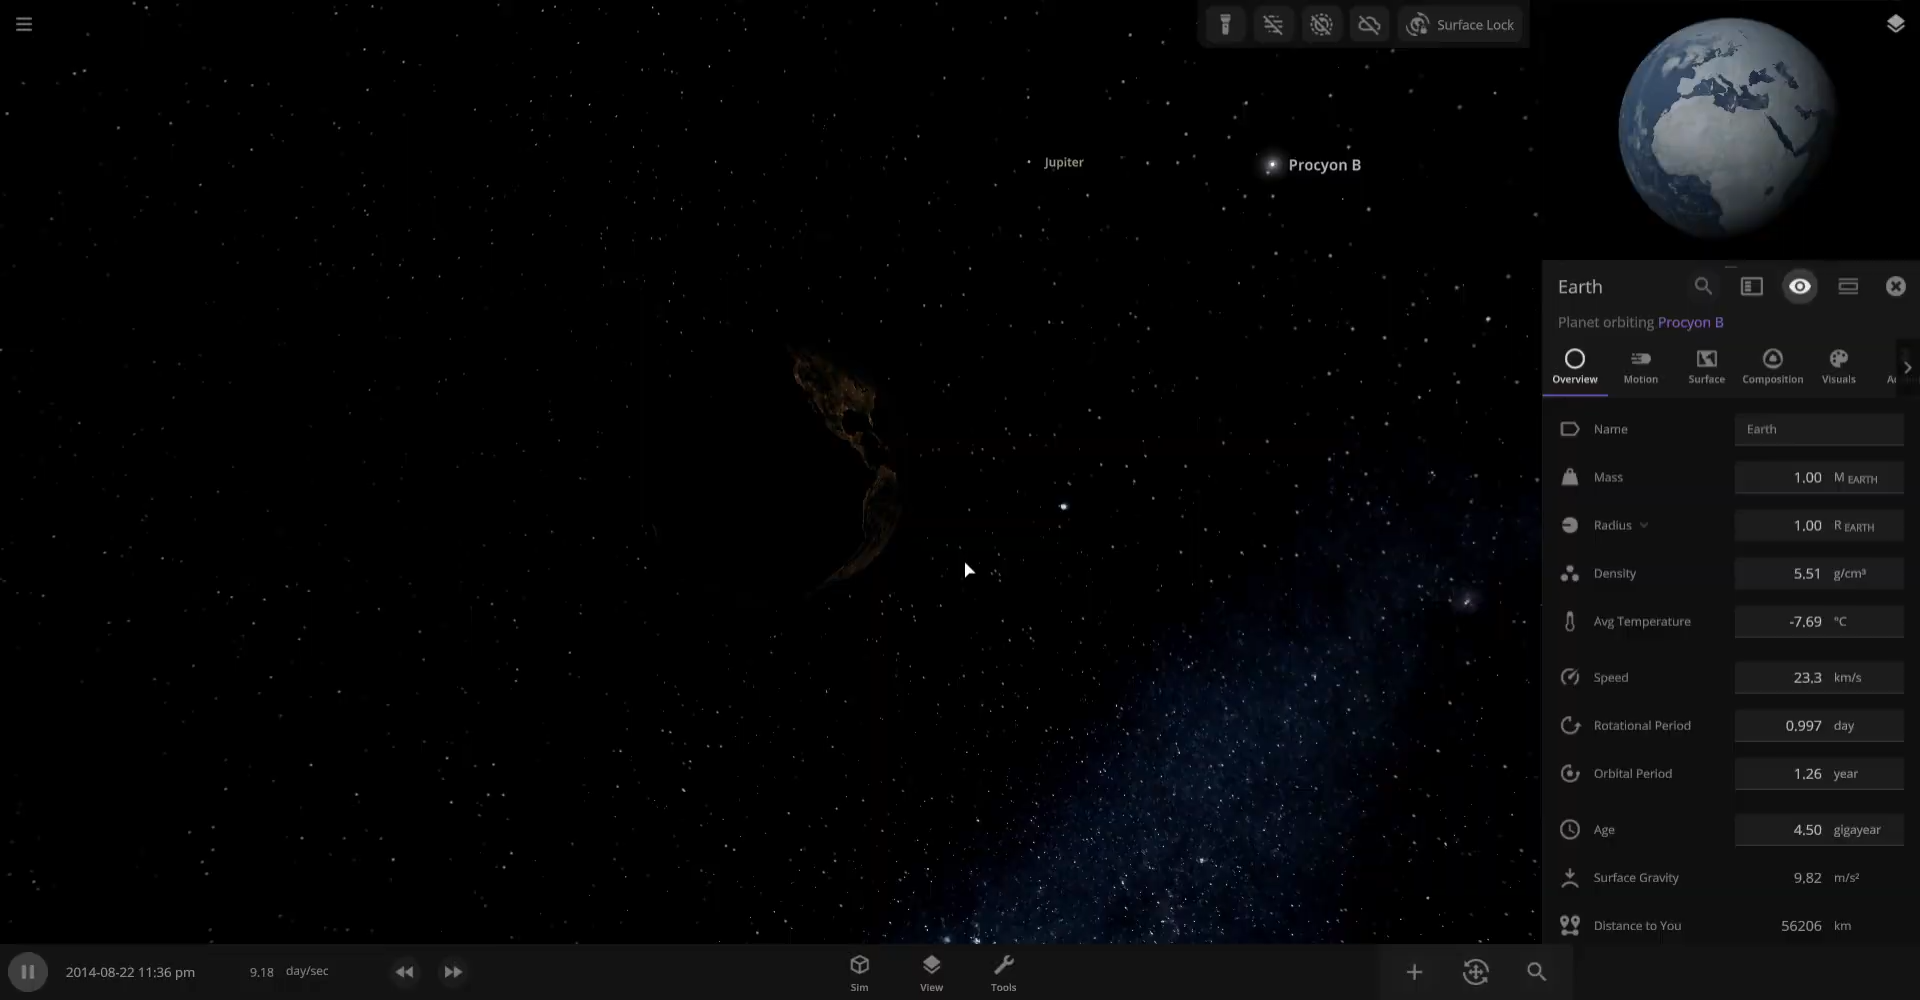 Surface Lock
Jupiter
Procyon B
Earth
Planet orbiting Procyon B
Overview
Motion
Surface
Composition
Visuals
Name
Earth
Mass
1.00 M EARTH
Radius
1.00 R EARTH
Density
5.51 g/cm³
Avg Temperature
-7.69 °C
Speed
23.3 km/s
Rotational Period
0.997 day
Orbital Period
1.26 year
Age
4.50 gigayear
Surface Gravity
9.82 m/s²
Distance to You
56206 km
2014-08-22 11:36 pm
9.18 day/sec
Sim
View
Tools